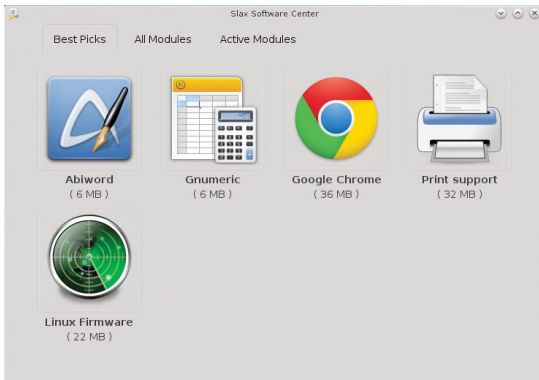 Slax Software Center
Best Picks All Modules Active Modules
Abiword Gnumeric Google Chrome Print support
( 6 MB ) ( 6 MB ) ( 36 MB ) ( 32 MB )
Linux Firmware
( 22 MB )